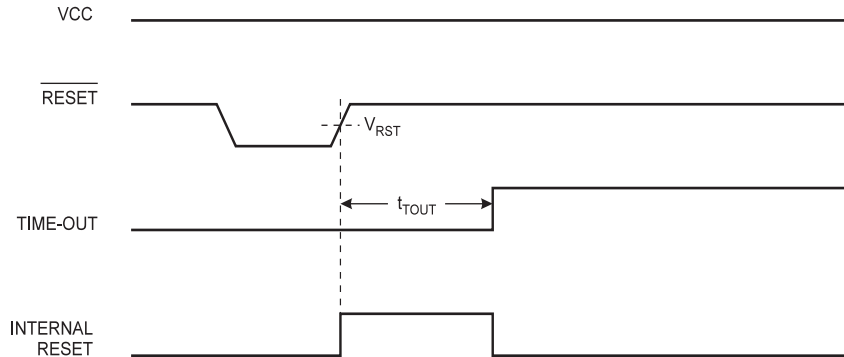 VCC
RESET
V_RST
t_TOUT
TIME-OUT
INTERNAL
RESET